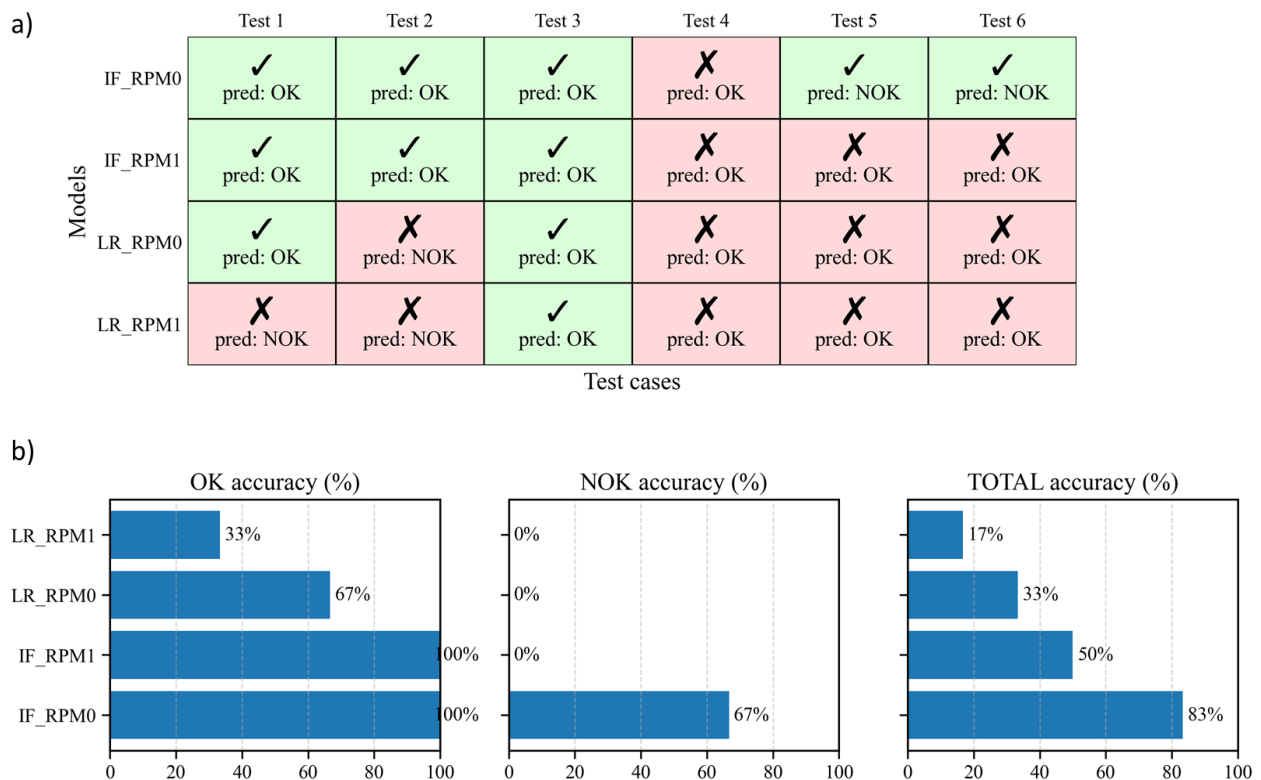 a)
Test 1 Test 2 Test 3 Test 4 Test 5 Test 6
IF_RPM0 ✓ ✓ ✓ ✗ ✓ ✓
pred: OK pred: OK pred: OK pred: OK pred: NOK pred: NOK
IF_RPM1 ✓ ✓ ✓ ✗ ✗ ✗
pred: OK pred: OK pred: OK pred: OK pred: OK pred: OK
Models
LR_RPM0 ✓ ✗ ✓ ✗ ✗ ✗
pred: OK pred: NOK pred: OK pred: OK pred: OK pred: OK
LR_RPM1 ✗ ✗ ✓ ✗ ✗ ✗
pred: NOK pred: NOK pred: OK pred: OK pred: OK pred: OK
Test cases
b)
OK accuracy (%) NOK accuracy (%) TOTAL accuracy (%)
LR_RPM1 33% 0% 17%
LR_RPM0 67% 0% 33%
IF_RPM1 100% 0% 50%
IF_RPM0 100% 67% 83%
0 20 40 60 80 100 0 20 40 60 80 100 0 20 40 60 80 100